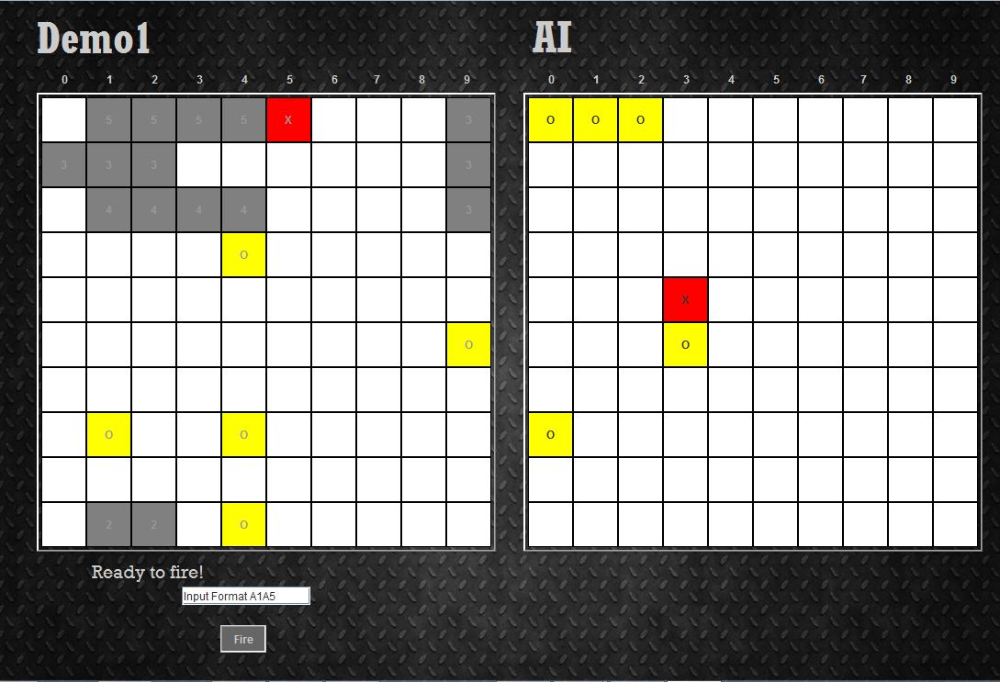 Demo1 AI
0 1 2 3 4 5 6 7 8 9 0 1 2 3 4 5 6 7 8 9
5 5 5 5 X 3 O O O
3 3 3 3
4 4 4 4 3
O
X
O O
O O O
2 2 O
Ready to fire!
Input Format A1A5
Fire